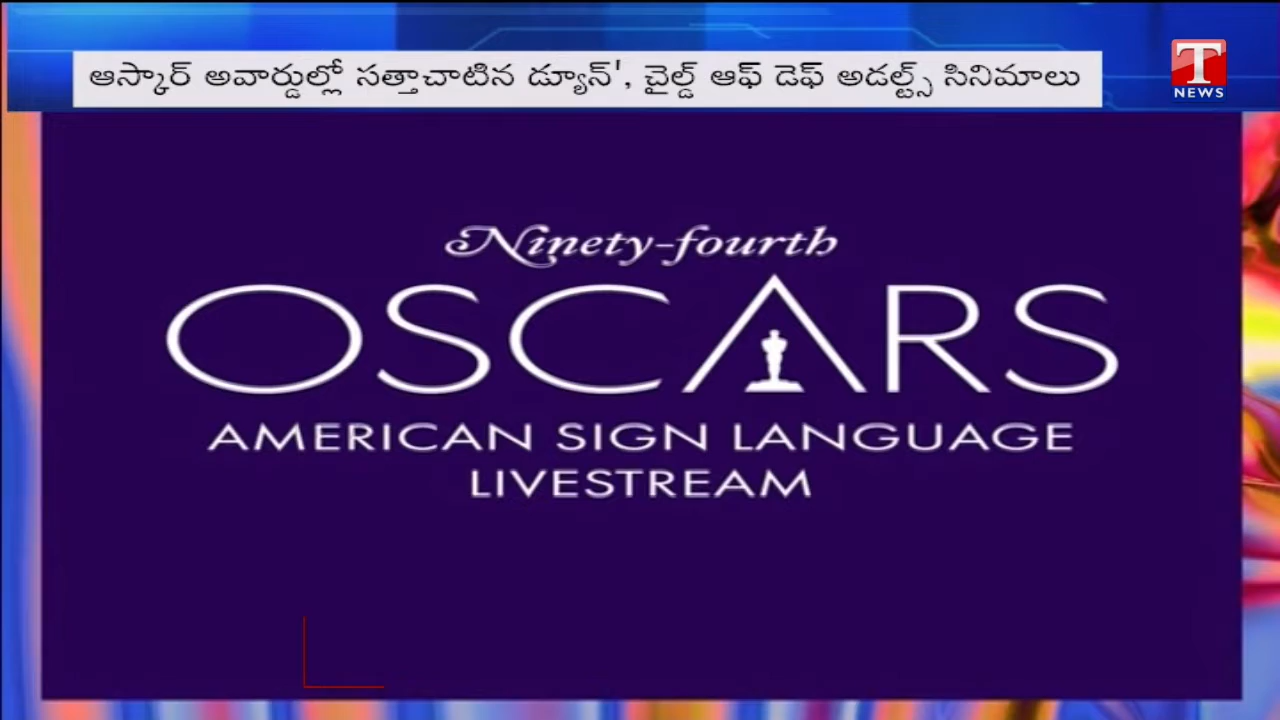 ఆస్కార్ అవార్డుల్లో సత్తాచాటిన డ్యూన్', చైల్డ్ ఆఫ్ డెఫ్ అడల్ట్స్ సినిమాలు
T
NEWS
Ninety-fourth
OSCARS
AMERICAN SIGN LANGUAGE
LIVESTREAM